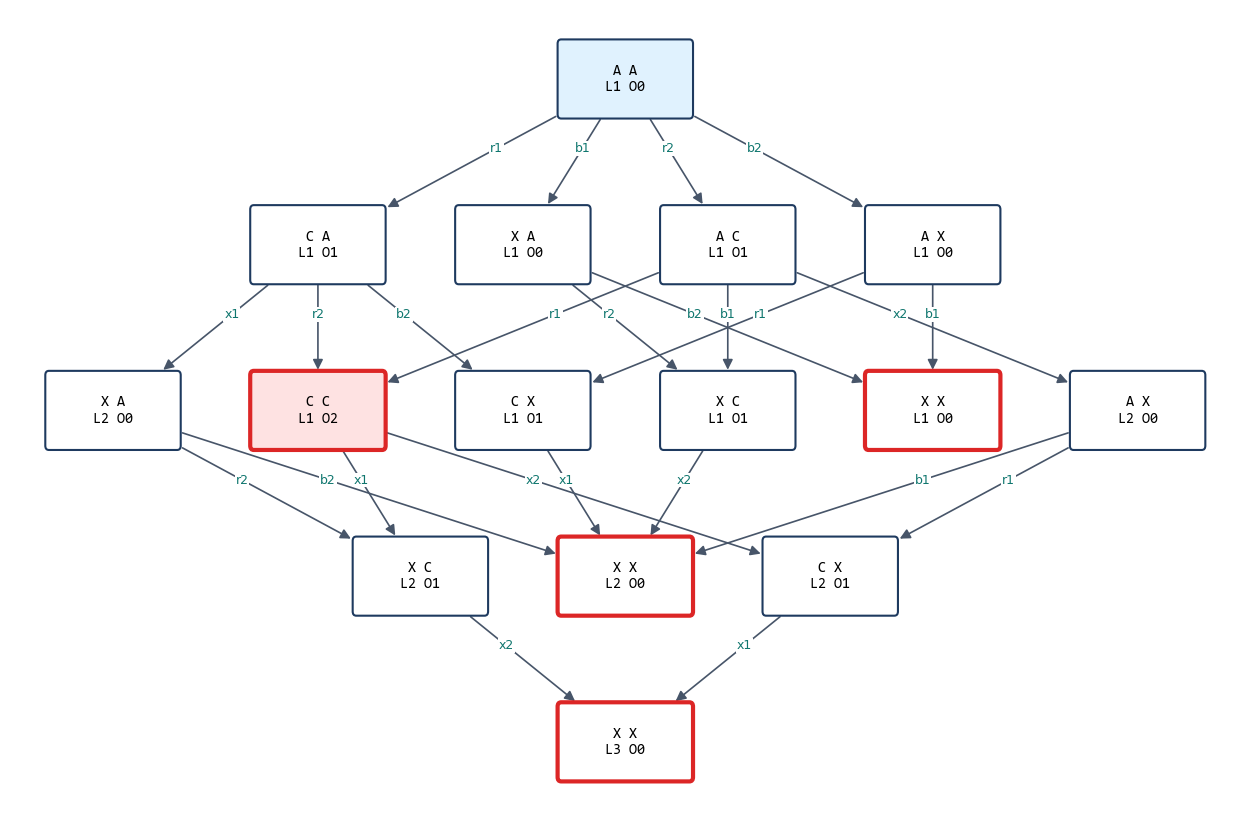 A A
L1 O0
r1
b1
r2
b2
C A
L1 O1
X A
L1 O0
A C
L1 O1
A X
L1 O0
x1
r2
b2
r1
r2
b2
b1
r1
x2
b1
X A
L2 O0
C C
L1 O2
C X
L1 O1
X C
L1 O1
X X
L1 O0
A X
L2 O0
r2
b2
x1
x2
x1
x2
b1
r1
X C
L2 O1
X X
L2 O0
C X
L2 O1
x2
x1
X X
L3 O0